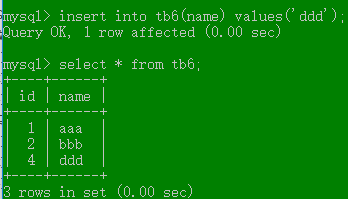 mysql> insert into tb6(name) values('ddd');
Query OK, 1 row affected (0.00 sec)
mysql> select * from tb6;
+----+------+
| id | name |
+----+------+
|  1 | aaa  |
|  2 | bbb  |
|  4 | ddd  |
+----+------+
3 rows in set (0.00 sec)